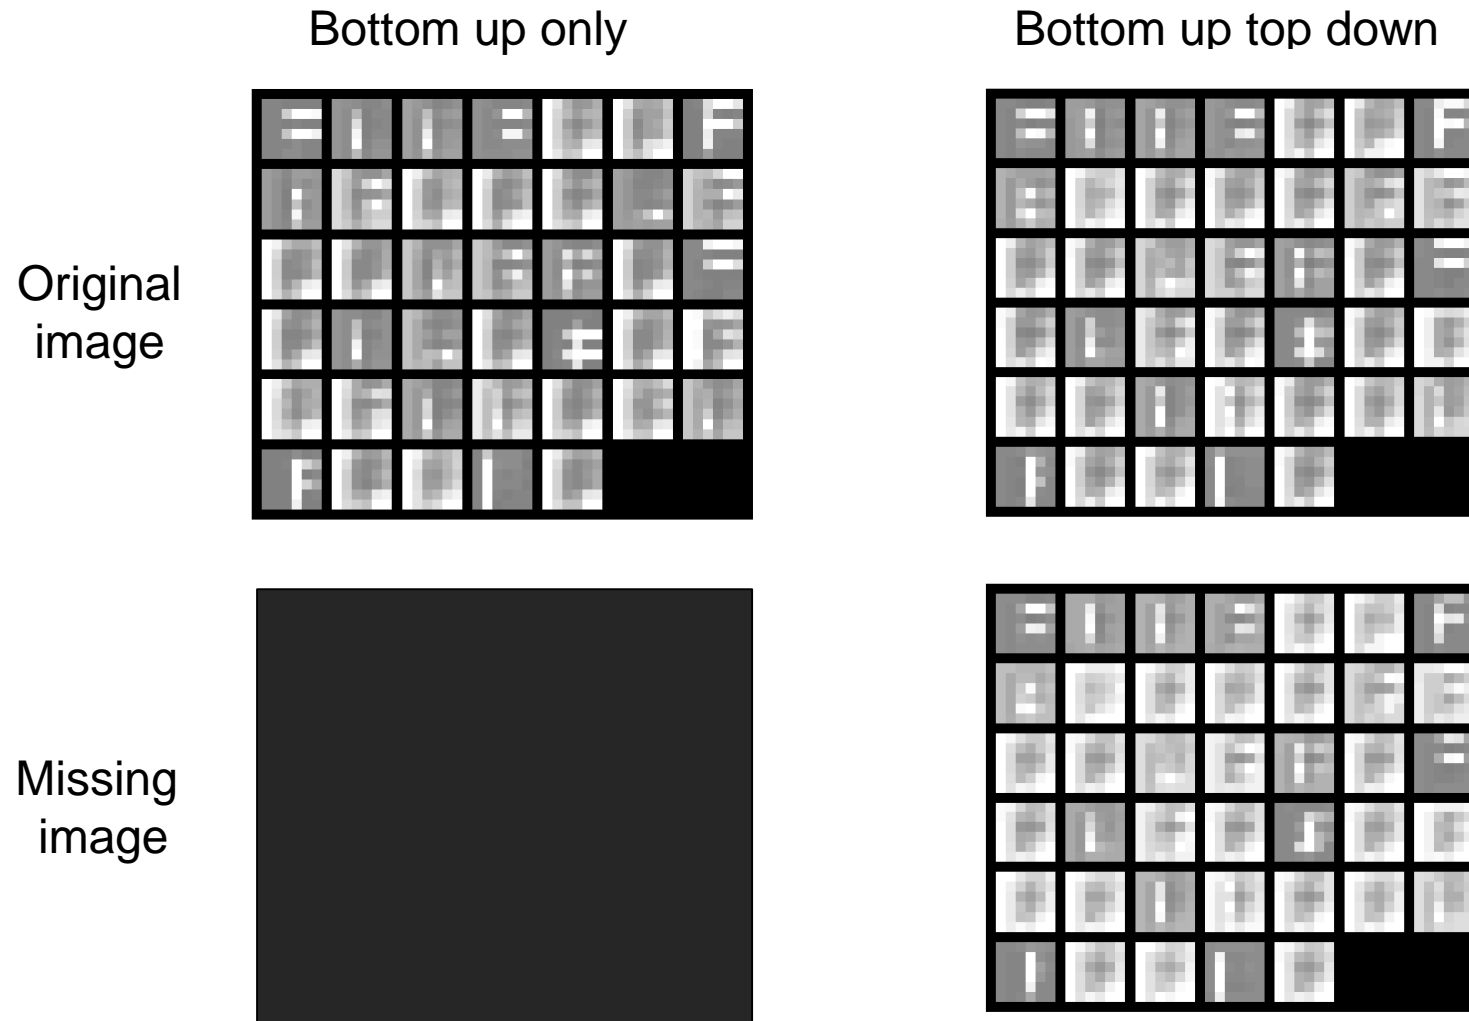 Bottom up only
Bottom up top down
Original
image
Missing
image